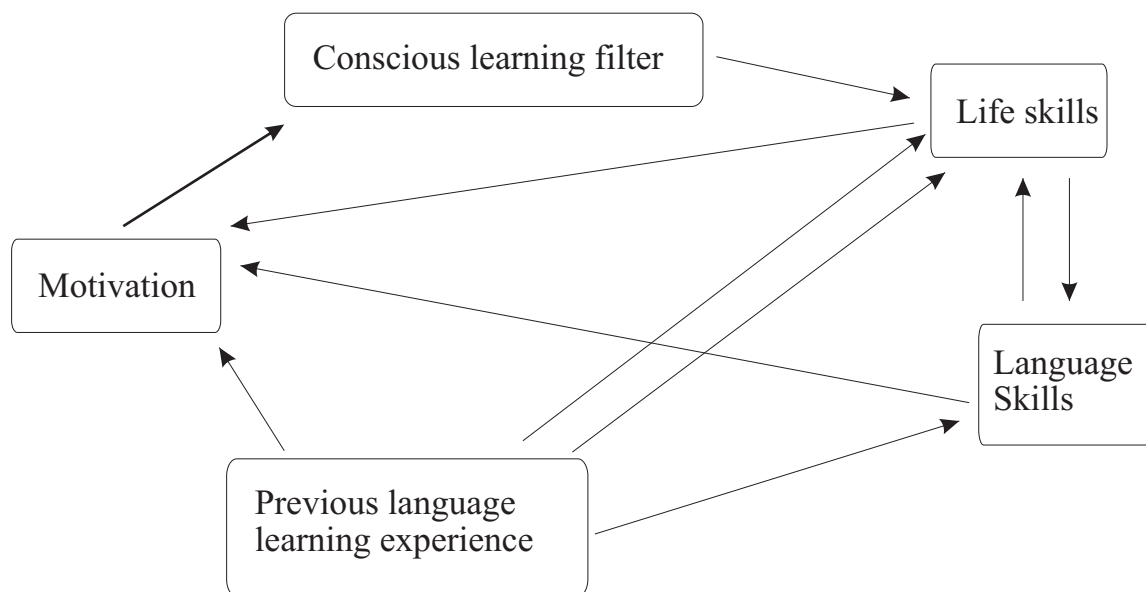 Conscious learning filter
Life skills
Motivation
Language
Skills
Previous language
learning experience